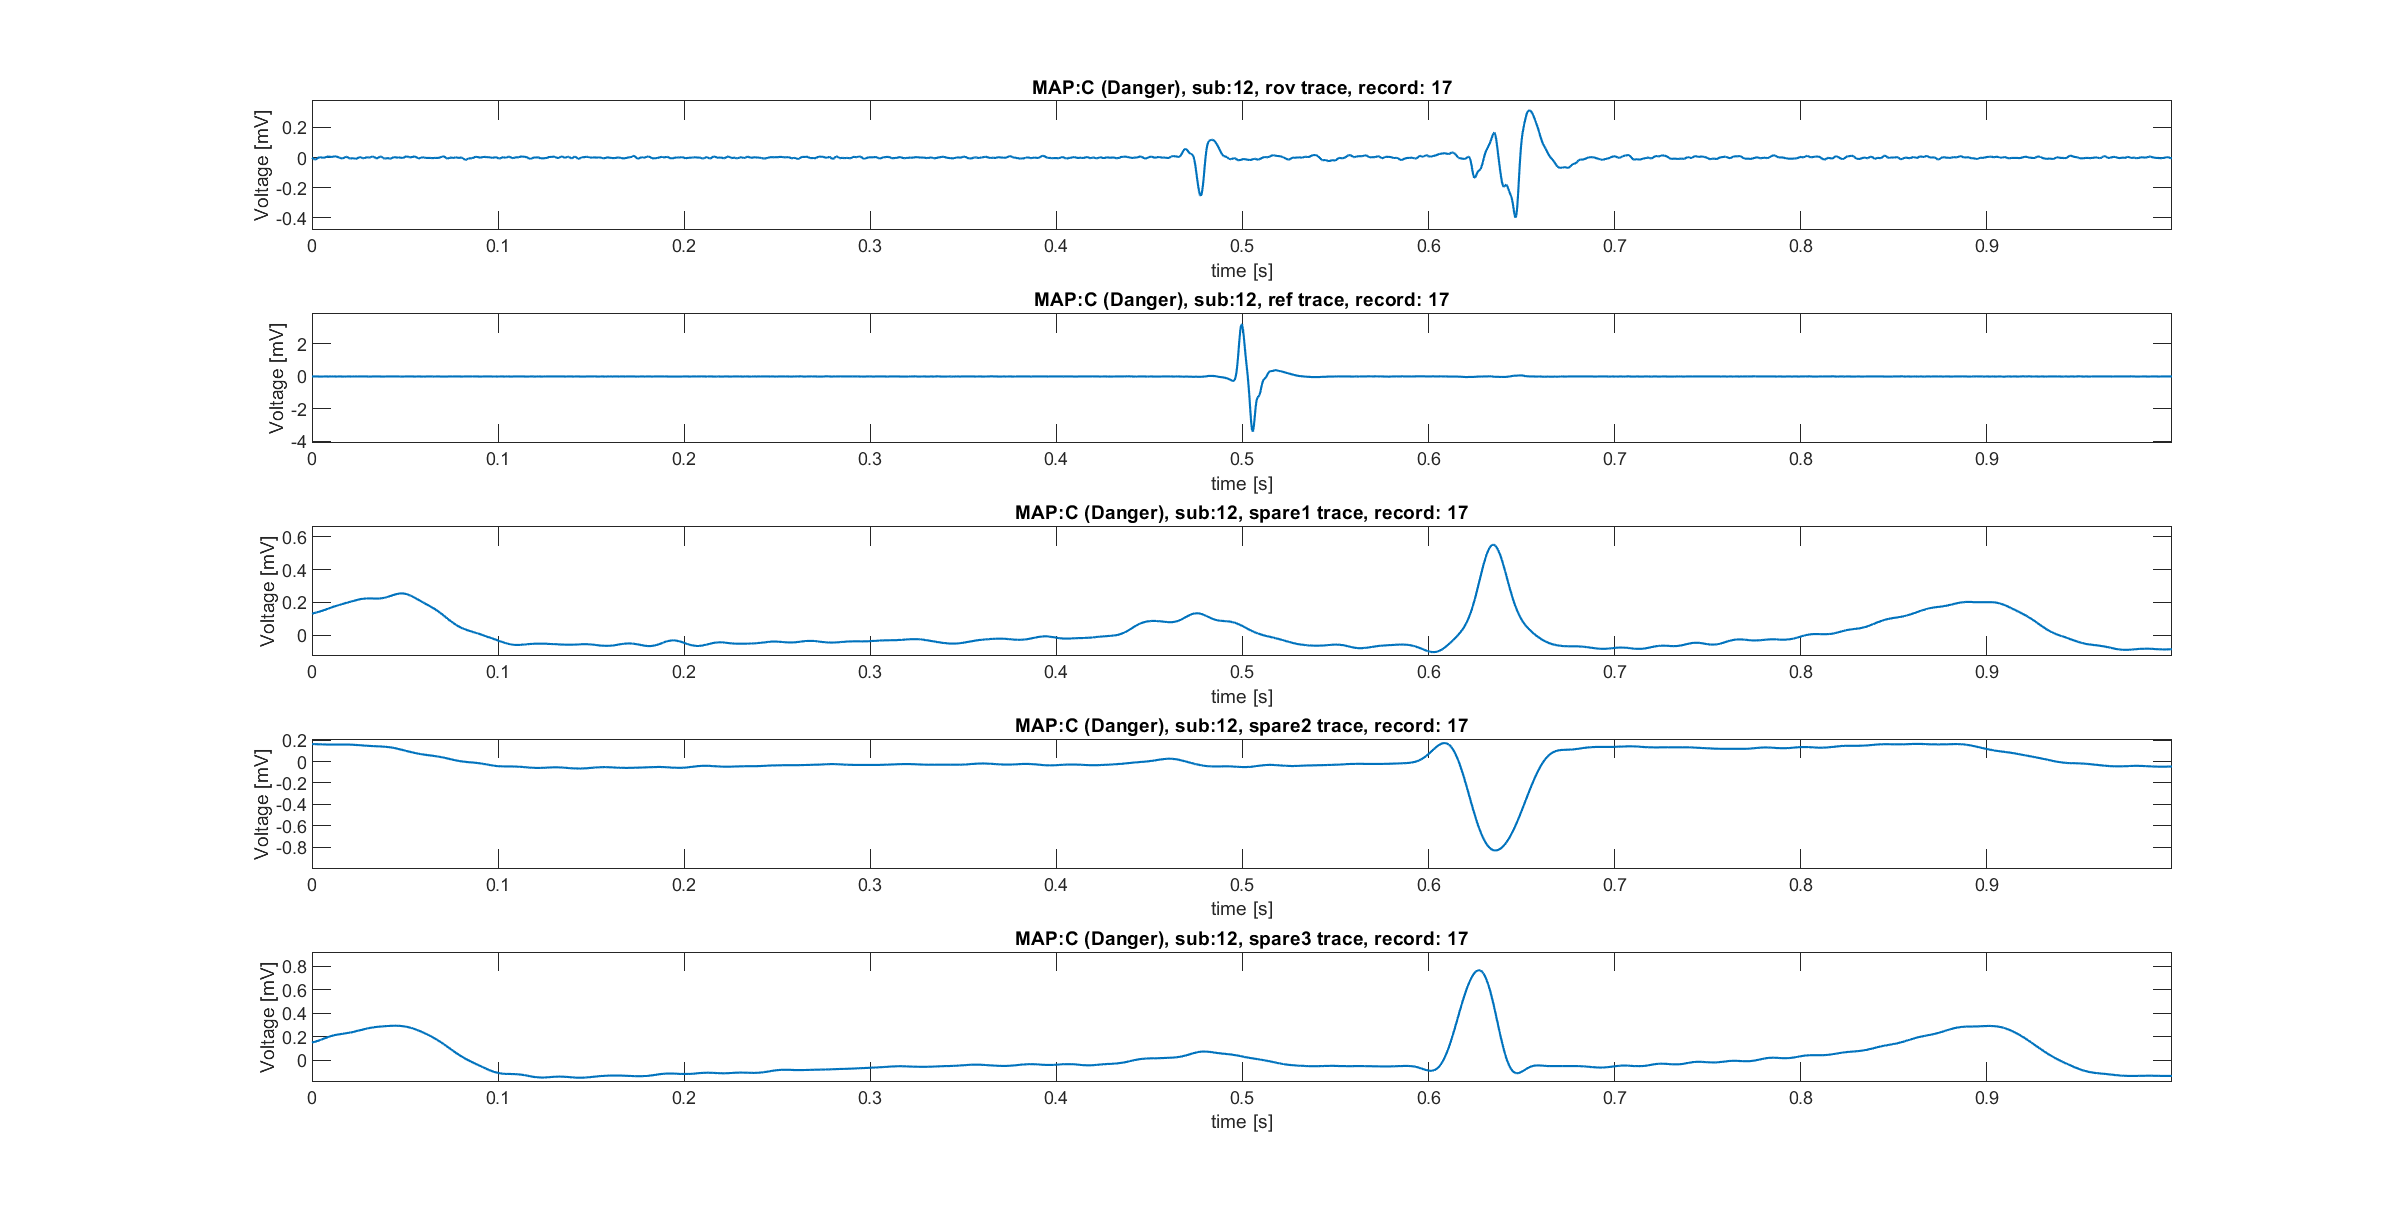 MAP:C (Danger), sub:12, rov trace, record: 17
Voltage [mV]
0.2
0
-0.2
-0.4
0 0.1 0.2 0.3 0.4 0.5 0.6 0.7 0.8 0.9
time [s]
MAP:C (Danger), sub:12, ref trace, record: 17
Voltage [mV]
2
0
-2
-4
0 0.1 0.2 0.3 0.4 0.5 0.6 0.7 0.8 0.9
time [s]
MAP:C (Danger), sub:12, spare1 trace, record: 17
Voltage [mV]
0.6
0.4
0.2
0
0 0.1 0.2 0.3 0.4 0.5 0.6 0.7 0.8 0.9
time [s]
MAP:C (Danger), sub:12, spare2 trace, record: 17
Voltage [mV]
0.2
0
-0.2
-0.4
-0.6
-0.8
0 0.1 0.2 0.3 0.4 0.5 0.6 0.7 0.8 0.9
time [s]
MAP:C (Danger), sub:12, spare3 trace, record: 17
Voltage [mV]
0.8
0.6
0.4
0.2
0
0 0.1 0.2 0.3 0.4 0.5 0.6 0.7 0.8 0.9
time [s]